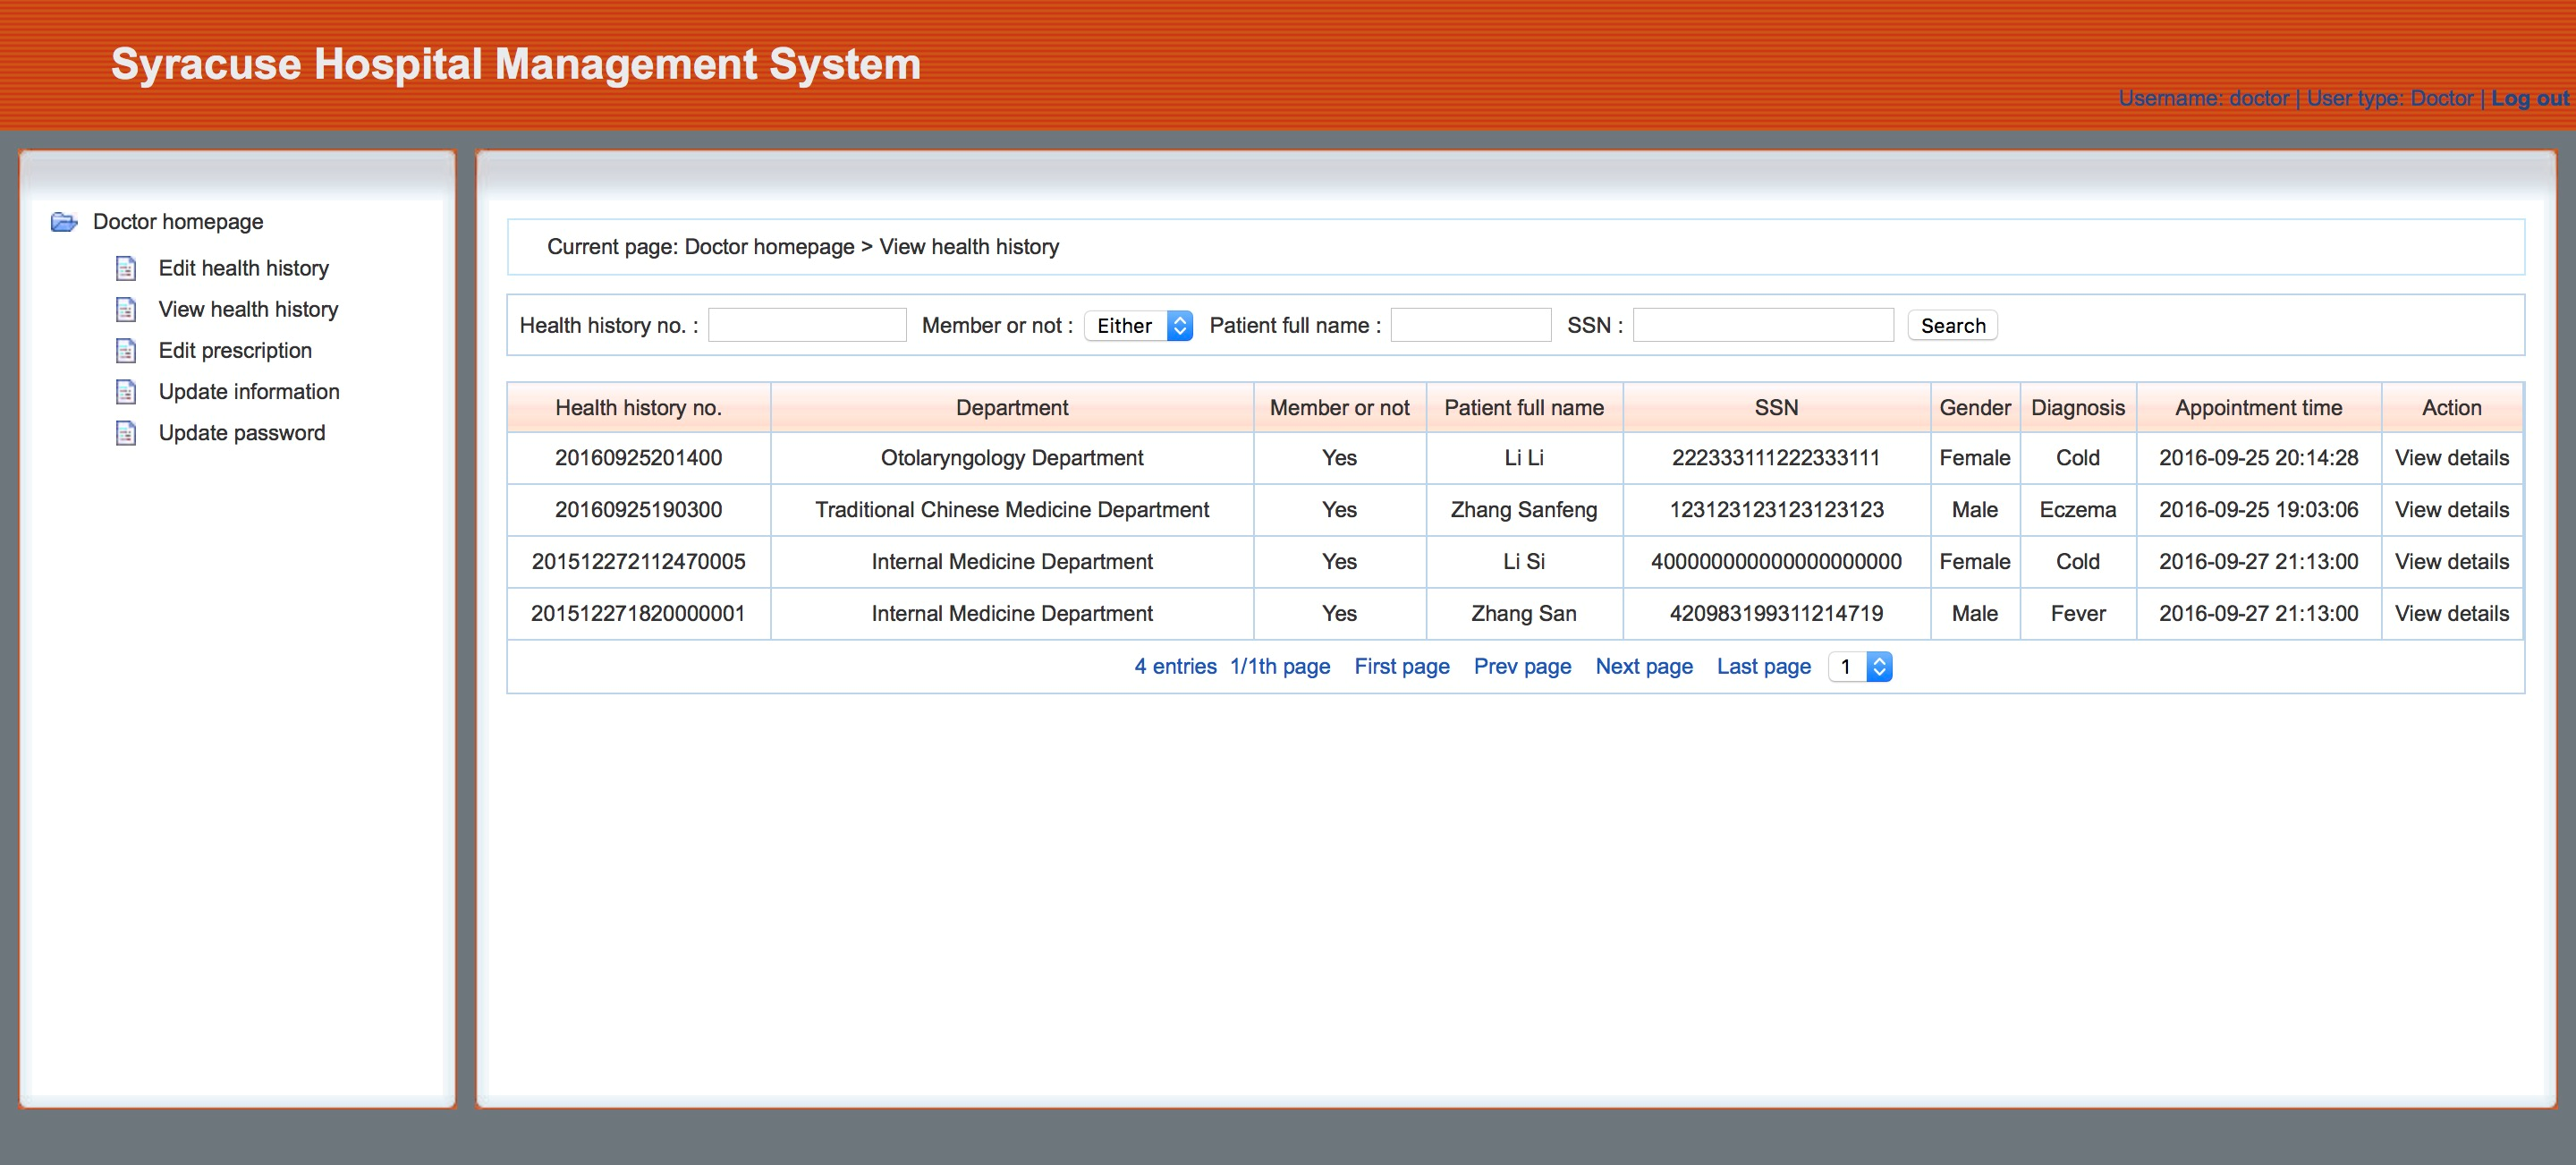 Syracuse Hospital Management System
Username: doctor | User type: Doctor | Log out
Doctor homepage
Edit health history
View health history
Edit prescription
Update information
Update password
Current page: Doctor homepage > View health history
Health history no. : Member or not : Either Patient full name : SSN : Search
Health history no. Department Member or not Patient full name SSN Gender Diagnosis Appointment time Action
20160925201400 Otolaryngology Department Yes Li Li 222333111222333111 Female Cold 2016-09-25 20:14:28 View details
20160925190300 Traditional Chinese Medicine Department Yes Zhang Sanfeng 123123123123123123 Male Eczema 2016-09-25 19:03:06 View details
201512272112470005 Internal Medicine Department Yes Li Si 400000000000000000000 Female Cold 2016-09-27 21:13:00 View details
201512271820000001 Internal Medicine Department Yes Zhang San 420983199311214719 Male Fever 2016-09-27 21:13:00 View details
4 entries 1/1th page First page Prev page Next page Last page 1